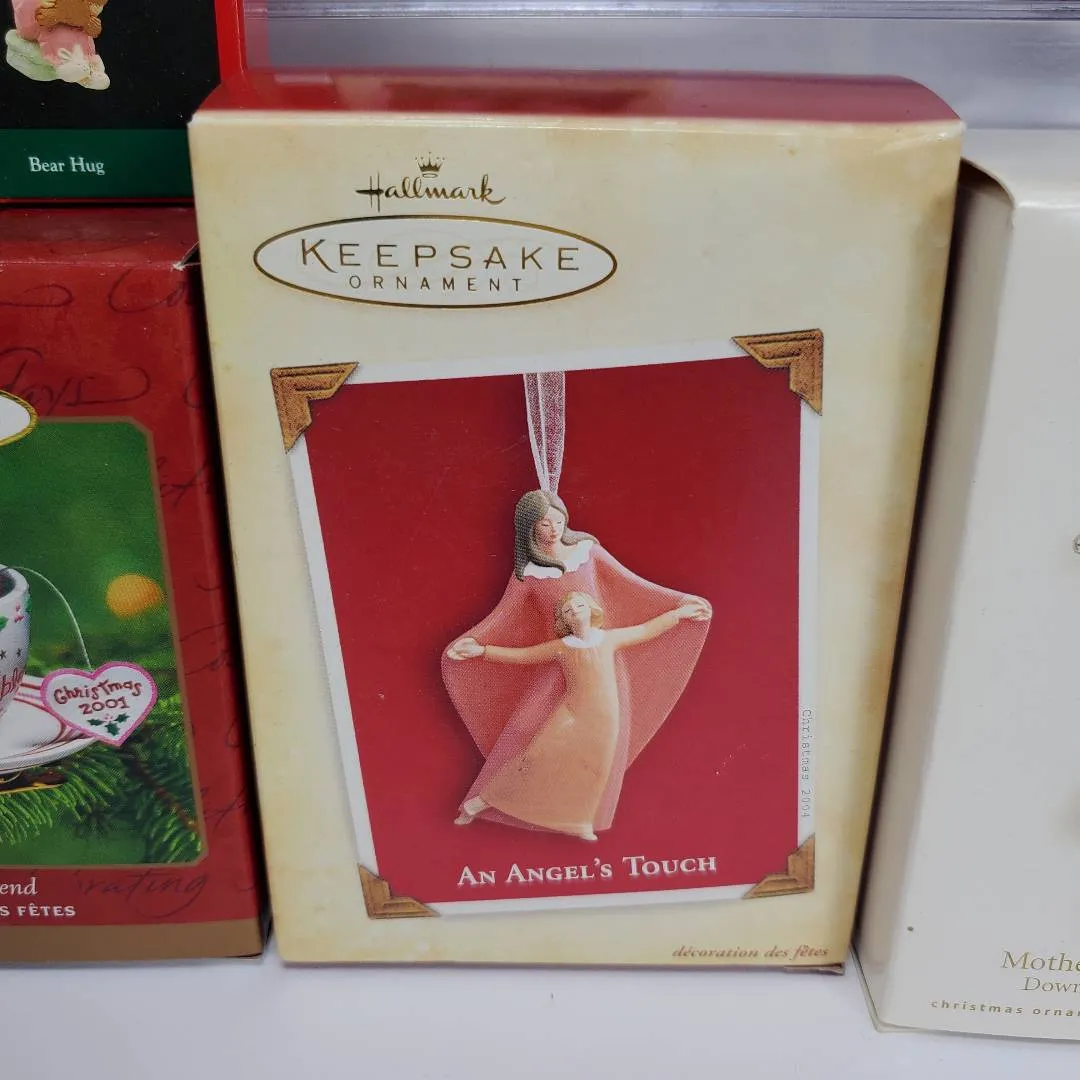 Bear Hug
Hallmark
KEEPSAKE
ORNAMENT
Christmas
2001
end
S FÊTES
rating
AN ANGEL'S TOUCH
Christmas 2004
décoration des fêtes
Mothe
Down
christmas orna